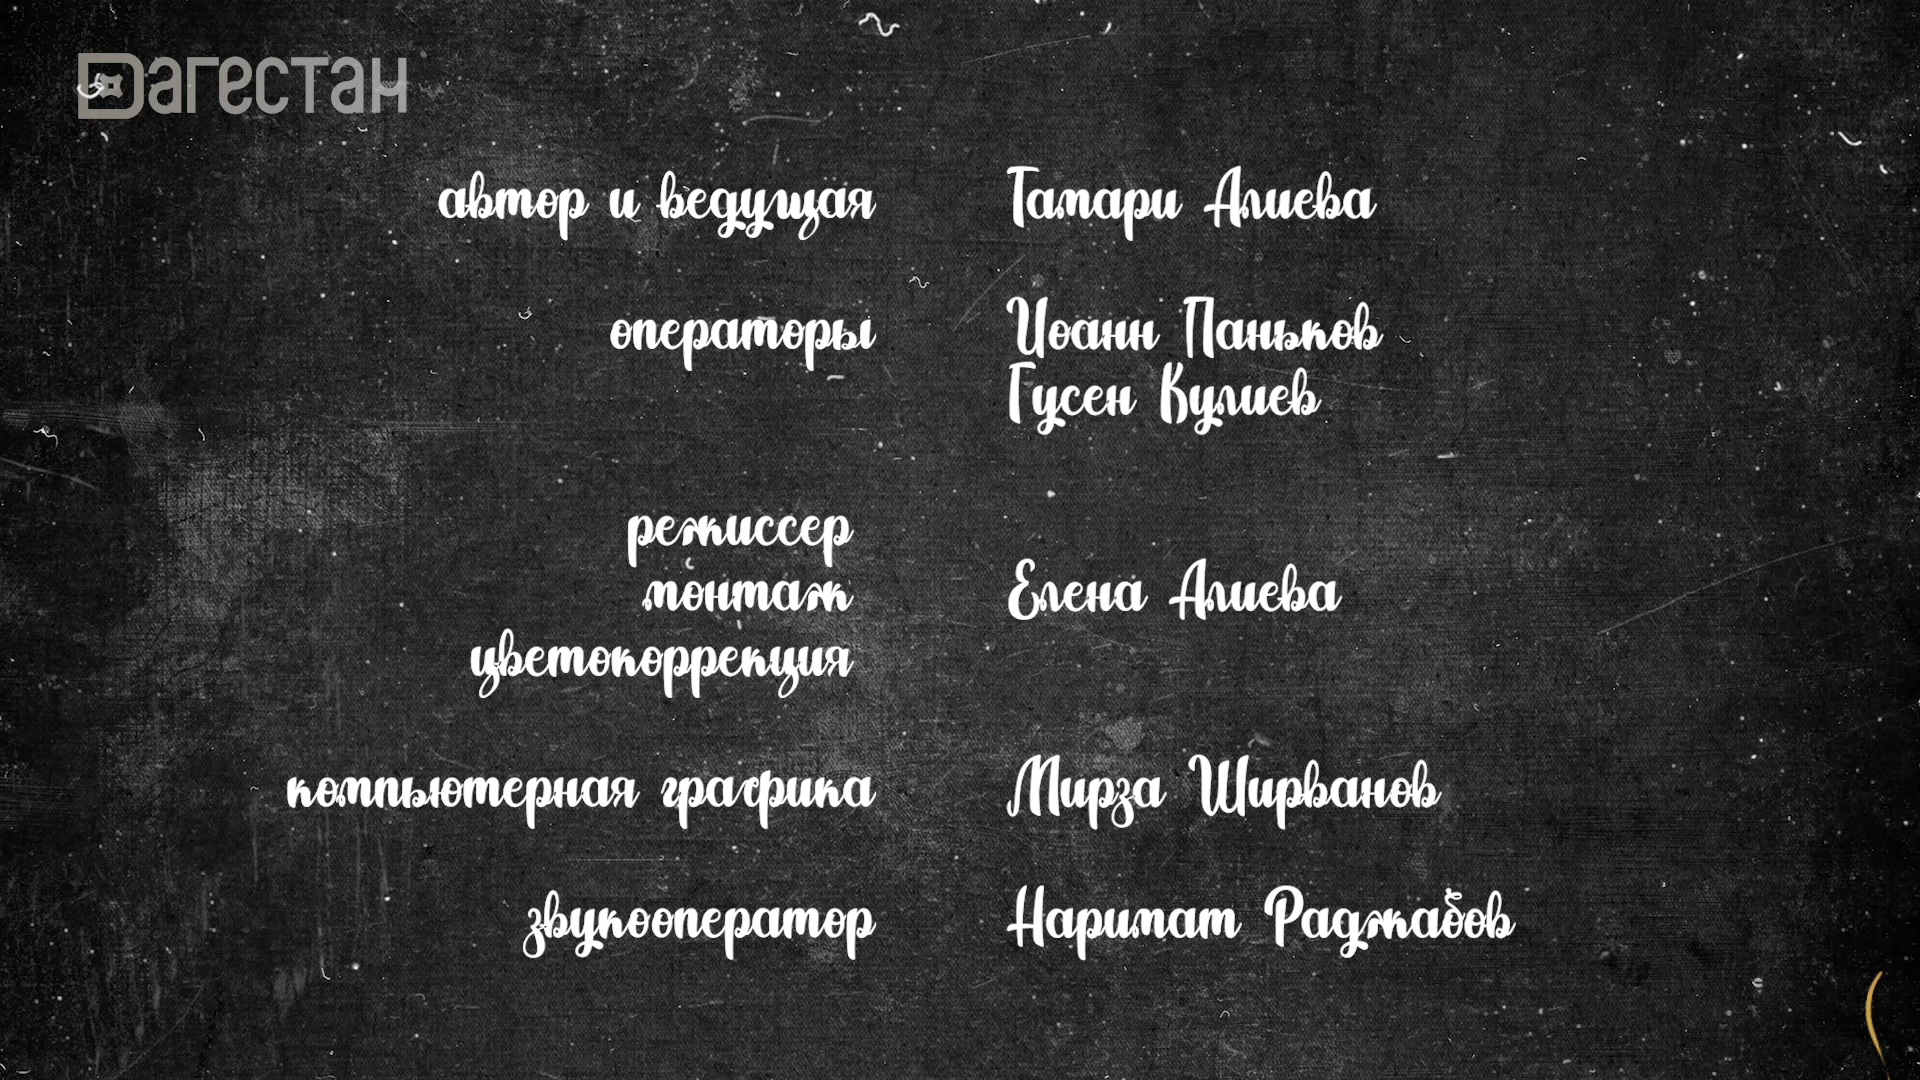 Дагестан
автор и ведущая Тамари Алиева
операторы Иоанн Паньков
Гусен Кулиев
режиссер
монтаж Елена Алиева
цветокоррекция
компьютерная графика Мирза Ширванов
звукооператор Наримат Раджабов